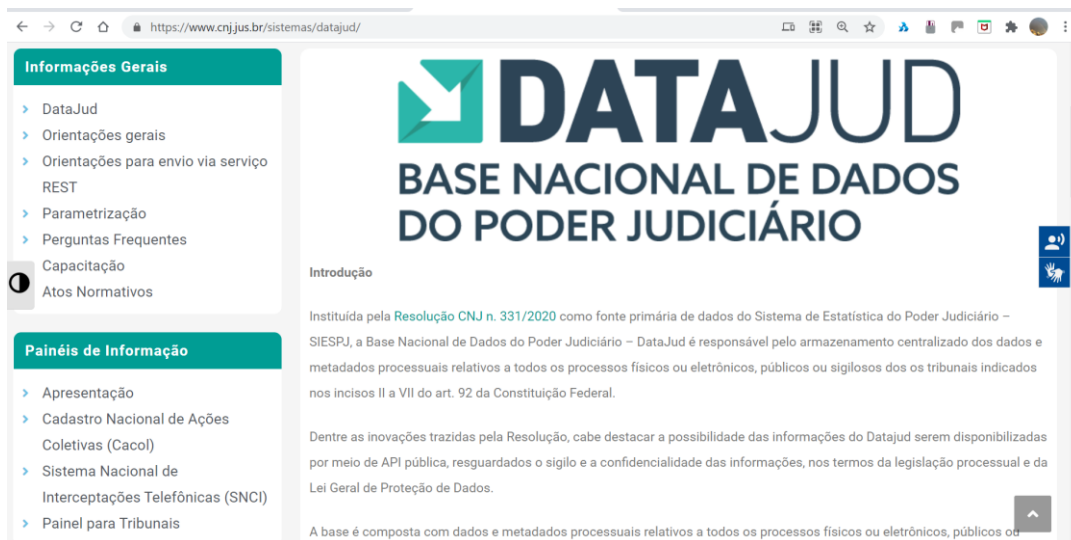 https://www.cnj.jus.br/sistemas/datajud/
Informações Gerais
DataJud
Orientações gerais
Orientações para envio via serviço
REST
Parametrização
Perguntas Frequentes
Capacitação
Atos Normativos
Painéis de Informação
Apresentação
Cadastro Nacional de Ações
Coletivas (Cacol)
Sistema Nacional de
Interceptações Telefônicas (SNCI)
Painel para Tribunais
DATAJUD
BASE NACIONAL DE DADOS
DO PODER JUDICIÁRIO
Introdução
Instituída pela Resolução CNJ n. 331/2020 como fonte primária de dados do Sistema de Estatística do Poder Judiciário –
SIESPJ, a Base Nacional de Dados do Poder Judiciário – DataJud é responsável pelo armazenamento centralizado dos dados e
metadados processuais relativos a todos os processos físicos ou eletrônicos, públicos ou sigilosos dos os tribunais indicados
nos incisos II a VII do art. 92 da Constituição Federal.
Dentre as inovações trazidas pela Resolução, cabe destacar a possibilidade das informações do Datajud serem disponibilizadas
por meio de API pública, resguardados o sigilo e a confidencialidade das informações, nos termos da legislação processual e da
Lei Geral de Proteção de Dados.
A base é composta com dados e metadados processuais relativos a todos os processos físicos ou eletrônicos, públicos ou